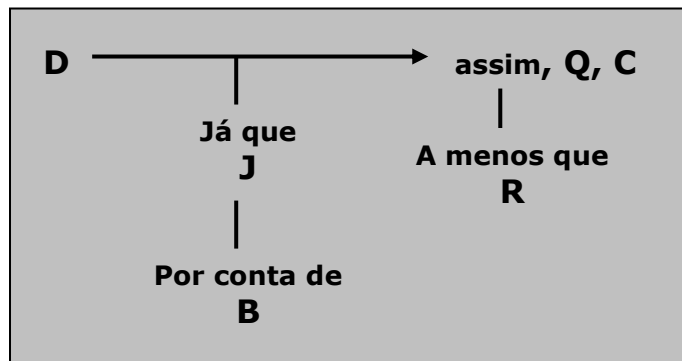 D assim, Q, C
Já que
J
A menos que
R
Por conta de
B